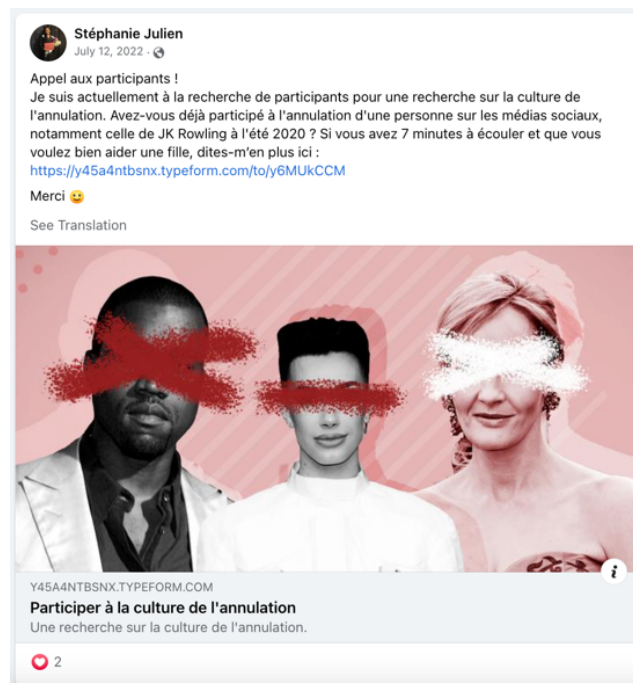 Stéphanie Julien
July 12, 2022 ·
Appel aux participants !
Je suis actuellement à la recherche de participants pour une recherche sur la culture de
l'annulation. Avez-vous déjà participé à l'annulation d'une personne sur les médias sociaux,
notamment celle de JK Rowling à l'été 2020 ? Si vous avez 7 minutes à écouler et que vous
voulez bien aider une fille, dites-m'en plus ici :
https://y45a4ntbsnx.typeform.com/to/y6MUkCCM
Merci 😀
See Translation
i
Y45A4NTBSNX.TYPEFORM.COM
Participer à la culture de l'annulation
Une recherche sur la culture de l'annulation.
2